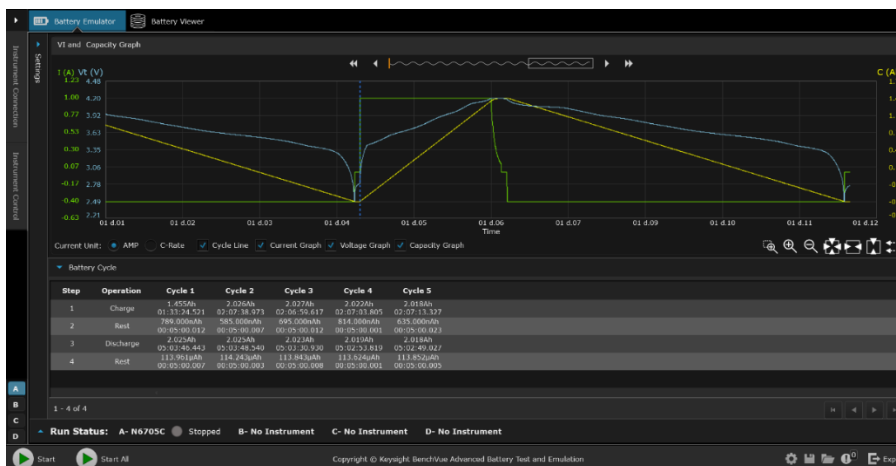 Battery Emulator Battery Viewer
Instrument Connection
Instrument Control
Settings
VI and Capacity Graph
I (A) Vt (V) C (A
1.23 4.48
1.00 4.20
0.77 3.92
0.53 3.63
0.30 3.35
0.07 3.06
-0.17 2.78
-0.40 2.49
-0.63 2.21
01 d.01 01 d.02 01 d.03 01 d.04 01 d.05 01 d.06 01 d.07 01 d.08 01 d.09 01 d.10 01 d.11 01 d.12
Time
Current Unit: AMP C-Rate Cycle Line Current Graph Voltage Graph Capacity Graph
Battery Cycle
Step Operation Cycle 1 Cycle 2 Cycle 3 Cycle 4 Cycle 5
1 Charge 1.455Ah 2.026Ah 2.027Ah 2.022Ah 2.018Ah
01:33:24.521 02:07:38.973 02:06:59.617 02:07:03.805 02:07:13.327
2 Rest 789.000nAh 585.000nAh 695.000nAh 814.000nAh 635.000nAh
00:05:00.012 00:05:00.007 00:05:00.012 00:05:00.001 00:05:00.023
3 Discharge 2.025Ah 2.025Ah 2.023Ah 2.019Ah 2.018Ah
05:03:46.443 05:03:48.540 05:03:30.930 05:02:53.819 05:02:49.027
4 Rest 113.961µAh 114.243µAh 113.843µAh 113.624µAh 113.852µAh
00:05:00.007 00:05:00.003 00:05:00.008 00:05:00.001 00:05:00.005
1 - 4 of 4
A
B
C
D
Run Status: A- N6705C Stopped B- No Instrument C- No Instrument D- No Instrument
Start Start All Copyright © Keysight BenchVue Advanced Battery Test and Emulation Exp